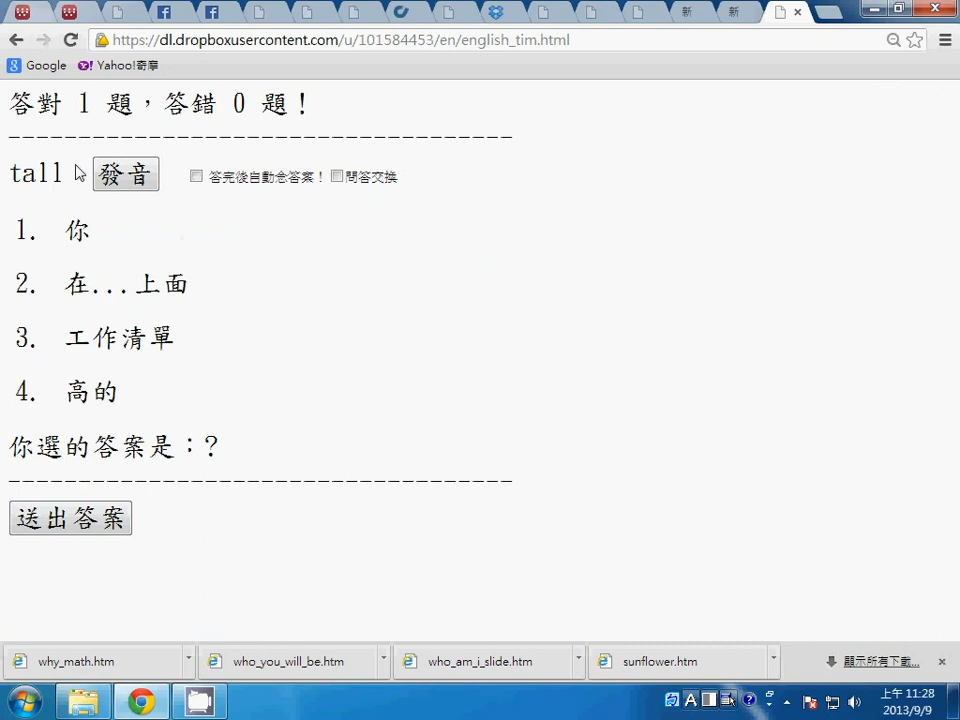 新
新
https://dl.dropboxusercontent.com/u/101584453/en/english_tim.html
Google Yahoo!奇摩
答對 1 題，答錯 0 題！
------------------------------------
tall 發音 答完後自動念答案！ 問答交換
1. 你
2. 在...上面
3. 工作清單
4. 高的
你選的答案是：?
------------------------------------
送出答案
why_math.htm who_you_will_be.htm who_am_i_slide.htm sunflower.htm 顯示所有下載...
上午 11:28
2013/9/9